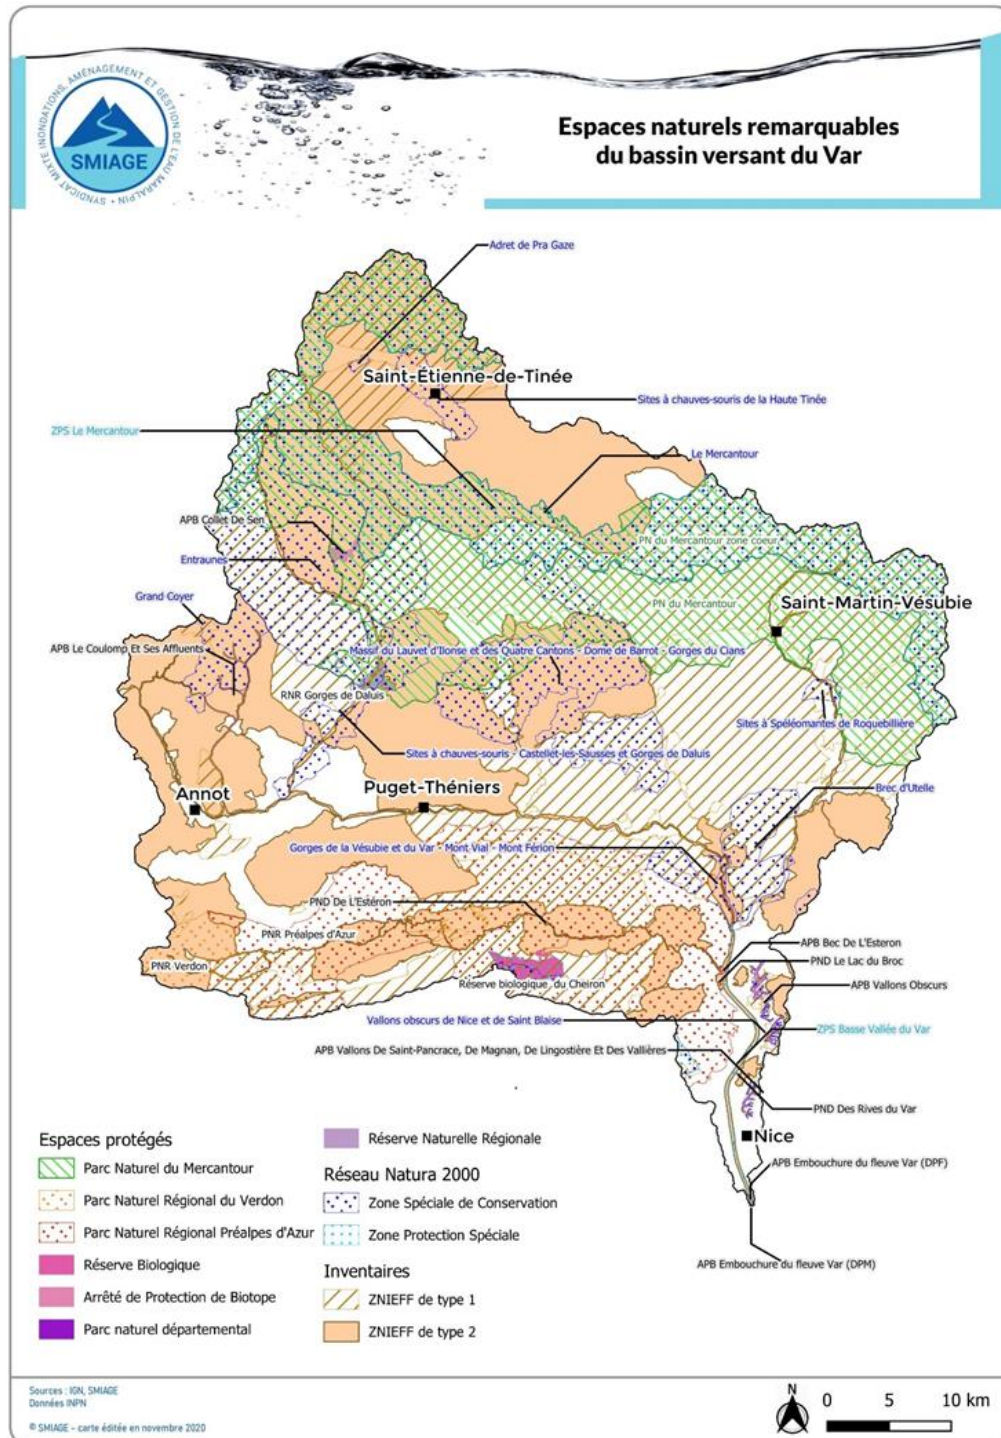 SYNDICAT MIXTE INONDATIONS, AMÉNAGEMENT ET GESTION DE L'EAU MARALPIN •
SMIAGE
Espaces naturels remarquables
du bassin versant du Var
Adret de Pra Gaze
Saint-Étienne-de-Tinée
Sites à chauves-souris de la Haute Tinée
ZPS Le Mercantour
Le Mercantour
APB Collet De Sen
PN du Mercantour zone coeur
Entraunes
Grand Coyer
PN du Mercantour
Saint-Martin-Vésubie
APB Le Coulomp Et Ses Affluents
Massif du Lauvet d'Ilonse et des Quatre Cantons - Dome de Barrot - Gorges du Cians
RNR Gorges de Daluis
Sites à Spéléomantes de Roquebillière
Sites à chauves-souris - Castellet-les-Sausses et Gorges de Daluis
Annot
Puget-Théniers
Brec d'Utelle
Gorges de la Vésubie et du Var - Mont Vial - Mont Férion
PND De L'Estéron
PNR Préalpes d'Azur
APB Bec De L'Esteron
PNR Verdon
PND Le Lac du Broc
Réserve biologique du Cheiron
APB Vallons Obscurs
Vallons obscurs de Nice et de Saint Blaise
ZPS Basse Vallée du Var
APB Vallons De Saint-Pancrace, De Magnan, De Lingostière Et Des Vallières
PND Des Rives du Var
Nice
APB Embouchure du fleuve Var (DPF)
APB Embouchure du fleuve Var (DPM)
Espaces protégés
Parc Naturel du Mercantour
Parc Naturel Régional du Verdon
Parc Naturel Régional Préalpes d'Azur
Réserve Biologique
Arrêté de Protection de Biotope
Parc naturel départemental
Réserve Naturelle Régionale
Réseau Natura 2000
Zone Spéciale de Conservation
Zone Protection Spéciale
Inventaires
ZNIEFF de type 1
ZNIEFF de type 2
Sources : IGN, SMIAGE
Données INPN
© SMIAGE - carte éditée en novembre 2020
N
0 5 10 km